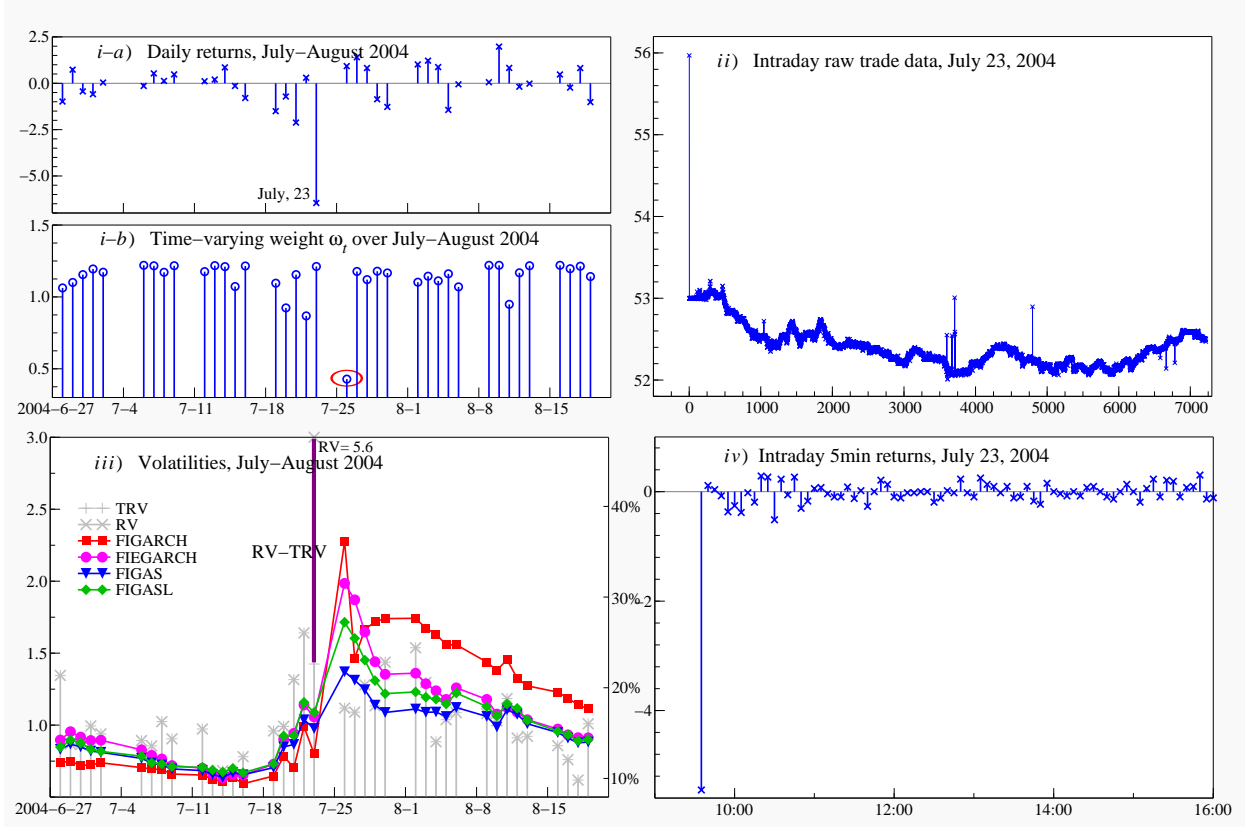 i−a) Daily returns, July−August 2004
2.5
0.0
−2.5
−5.0
July, 23
i−b) Time−varying weight ωt over July−August 2004
1.5
1.0
0.5
2004−6−27 7−4 7−11 7−18 7−25 8−1 8−8 8−15
ii) Intraday raw trade data, July 23, 2004
56
55
54
53
52
0 1000 2000 3000 4000 5000 6000 7000
iii) Volatilities, July−August 2004
RV= 5.6
3.0
2.5
2.0
1.5
1.0
TRV
RV
FIGARCH
FIEGARCH
FIGAS
FIGASL
RV−TRV
40%
30%
20%
10%
2004−6−27 7−4 7−11 7−18 7−25 8−1 8−8 8−15
iv) Intraday 5min returns, July 23, 2004
0
−2
−4
10:00 12:00 14:00 16:00